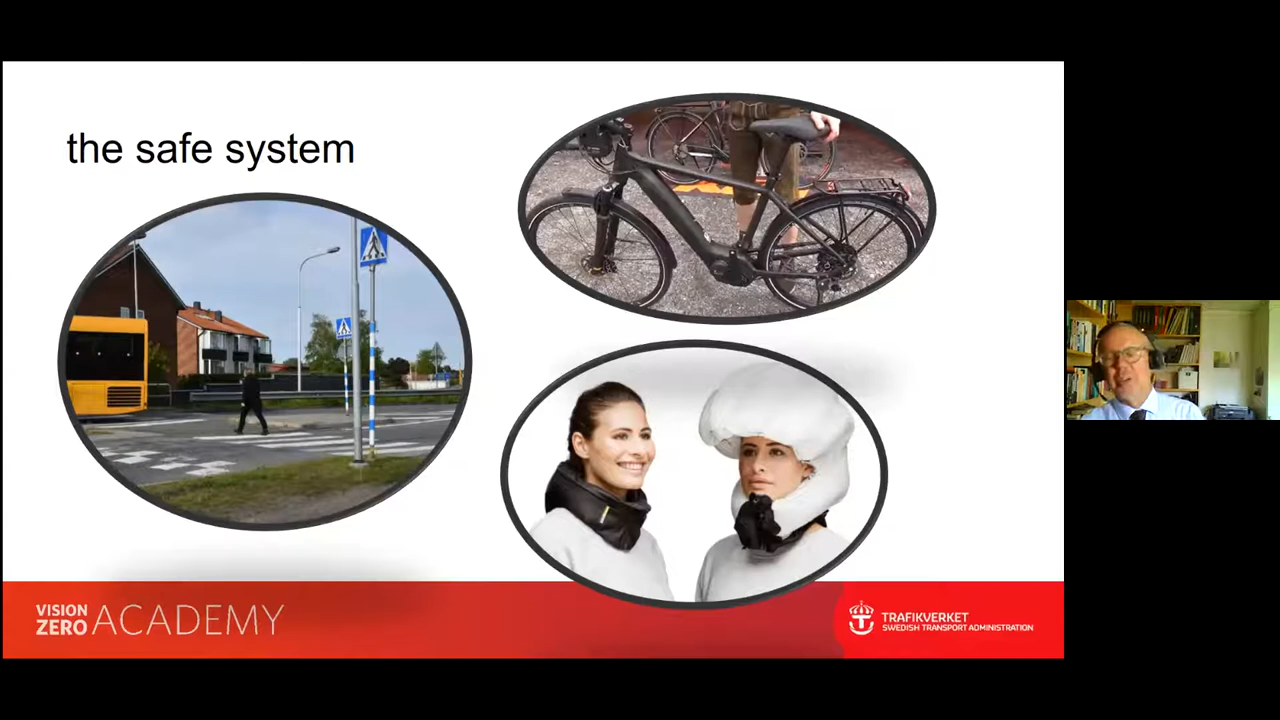 the safe system
VISION
ZERO ACADEMY
TRAFIKVERKET
SWEDISH TRANSPORT ADMINISTRATION